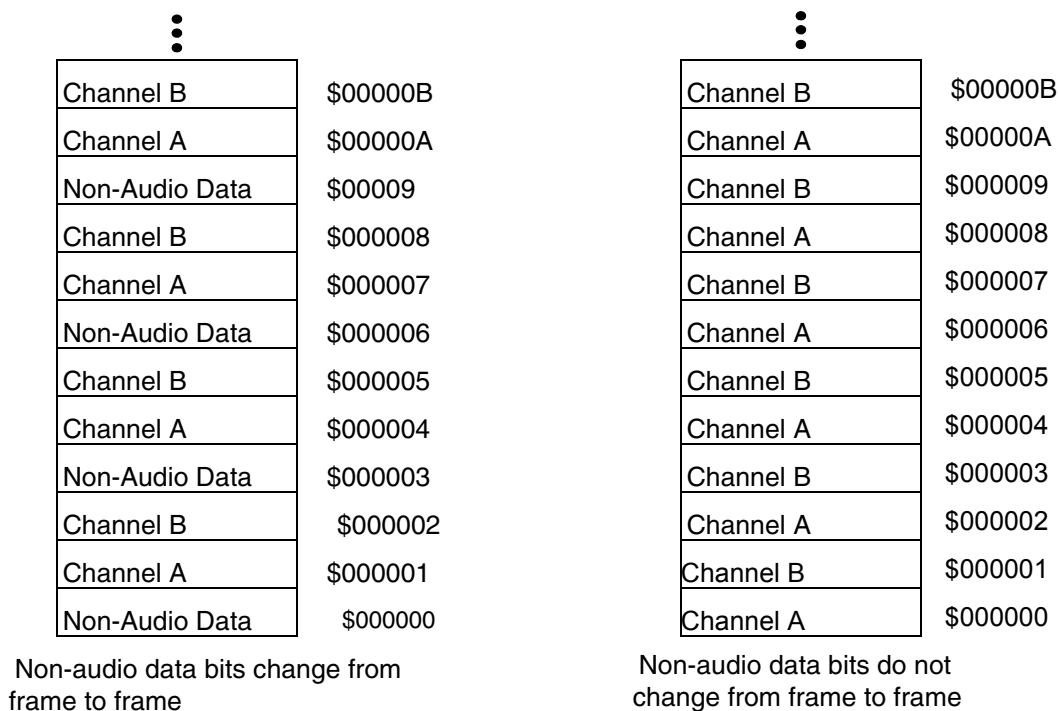 Channel B $00000B
Channel A $00000A
Non-Audio Data $00009
Channel B $000008
Channel A $000007
Non-Audio Data $000006
Channel B $000005
Channel A $000004
Non-Audio Data $000003
Channel B $000002
Channel A $000001
Non-Audio Data $000000
Non-audio data bits change from
frame to frame
Channel B $00000B
Channel A $00000A
Channel B $000009
Channel A $000008
Channel B $000007
Channel A $000006
Channel B $000005
Channel A $000004
Channel B $000003
Channel A $000002
Channel B $000001
Channel A $000000
Non-audio data bits do not
change from frame to frame